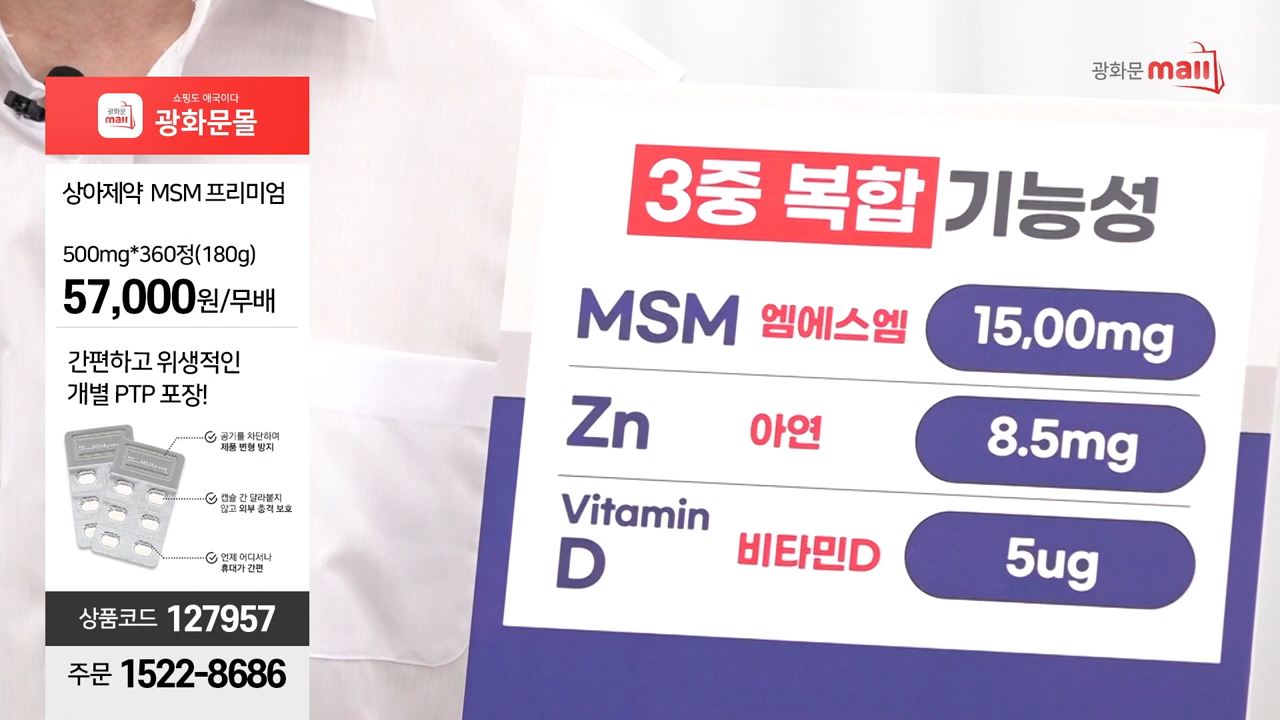 쇼핑도 애국이다
광화문
mall
광화문몰
상아제약 MSM 프리미엄
500mg*360정(180g)
57,000원/무배
간편하고 위생적인
개별 PTP 포장!
공기를 차단하여
제품 변형 방지
캡슐 간 달라붙지
않고 외부 충격 보호
언제 어디서나
휴대가 간편
상품코드 127957
주문 1522-8686
광화문 mall
3중 복합 기능성
MSM 엠에스엠 15,00mg
Zn 아연 8.5mg
Vitamin
D 비타민D 5ug